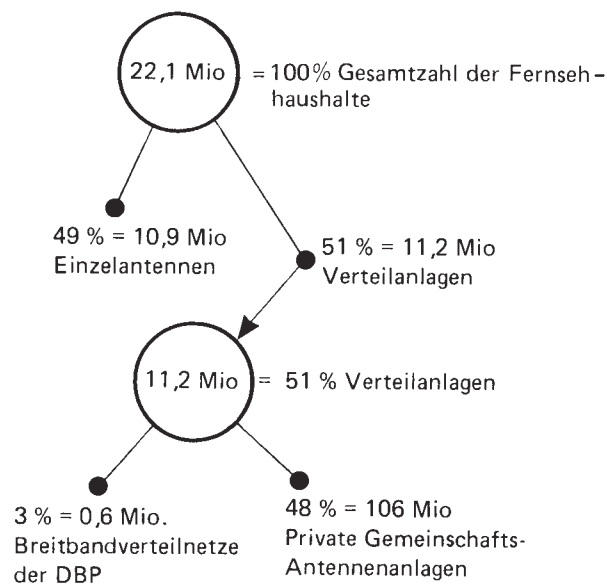 22,1 Mio = 100% Gesamtzahl der Fernseh-
haushalte
49 % = 10,9 Mio
Einzelantennen
51 % = 11,2 Mio
Verteilanlagen
11,2 Mio = 51 % Verteilanlagen
3 % = 0,6 Mio.
Breitbandverteilnetze
der DBP
48 % = 106 Mio
Private Gemeinschafts-
Antennenanlagen